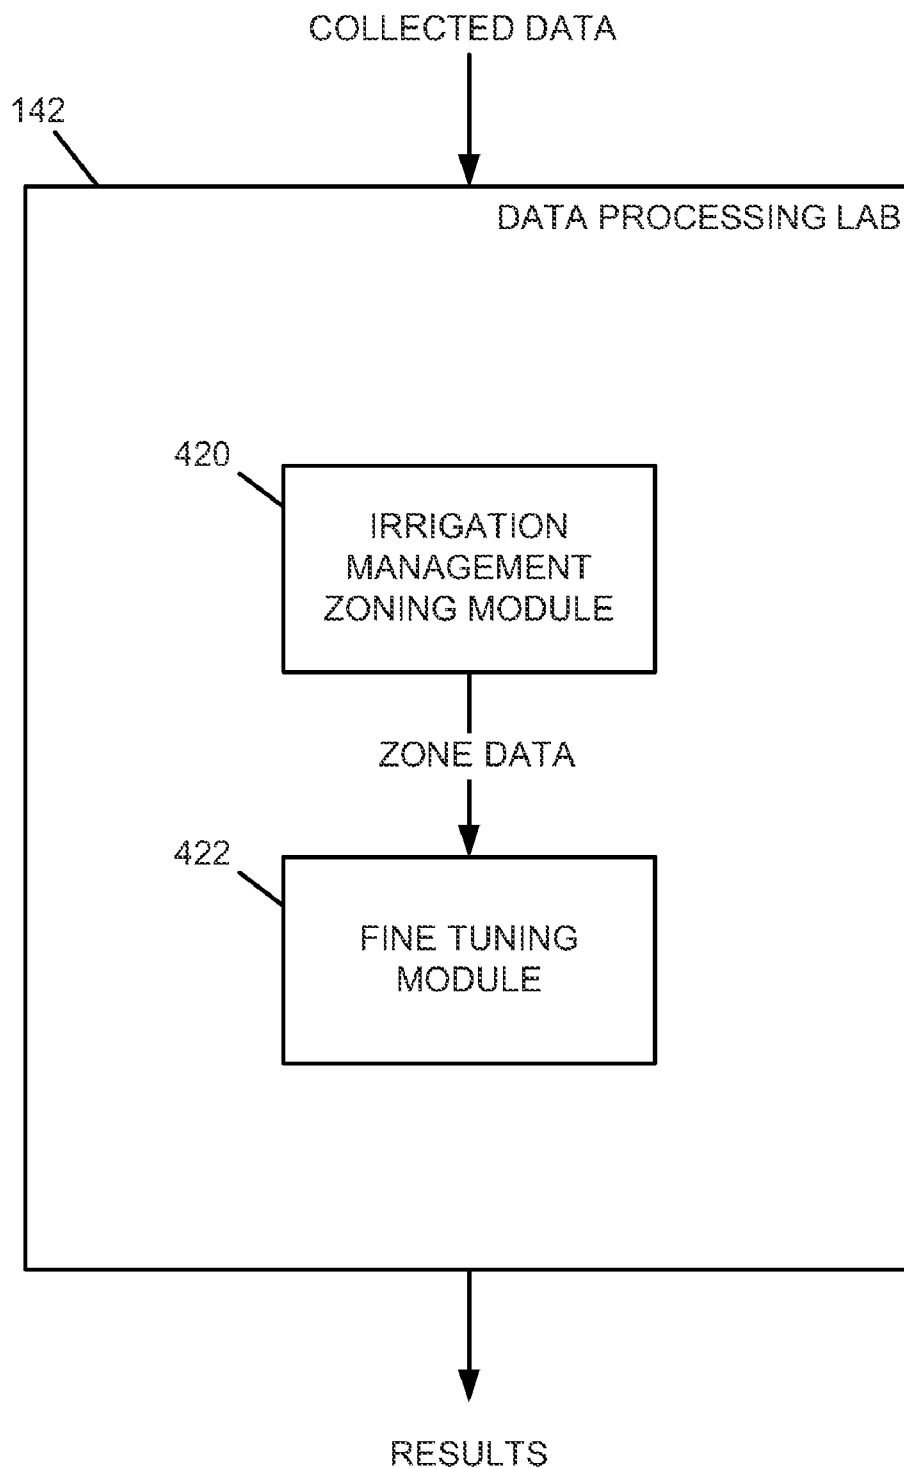 COLLECTED DATA
142
DATA PROCESSING LAB
420
IRRIGATION
MANAGEMENT
ZONING MODULE
ZONE DATA
422
FINE TUNING
MODULE
RESULTS